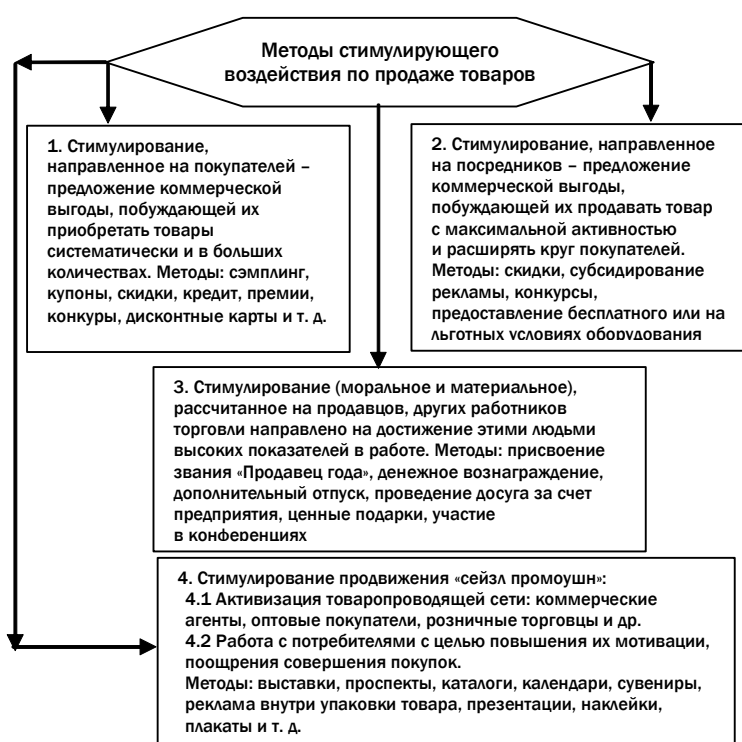 Методы стимулирующего
воздействия по продаже товаров
1. Стимулирование,
направленное на покупателей –
предложение коммерческой
выгоды, побуждающей их
приобретать товары
систематически и в больших
количествах. Методы: сэмплинг,
купоны, скидки, кредит, премии,
конкуры, дисконтные карты и т. д.
2. Стимулирование, направленное
на посредников – предложение
коммерческой выгоды,
побуждающей их продавать товар
с максимальной активностью
и расширять круг покупателей.
Методы: скидки, субсидирование
рекламы, конкурсы,
предоставление бесплатного или на
льготных условиях оборудования
3. Стимулирование (моральное и материальное),
рассчитанное на продавцов, других работников
торговли направлено на достижение этими людьми
высоких показателей в работе. Методы: присвоение
звания «Продавец года», денежное вознаграждение,
дополнительный отпуск, проведение досуга за счет
предприятия, ценные подарки, участие
в конференциях
4. Стимулирование продвижения «сейзл промоушн»:
4.1 Активизация товаропроводящей сети: коммерческие
агенты, оптовые покупатели, розничные торговцы и др.
4.2 Работа с потребителями с целью повышения их мотивации,
поощрения совершения покупок.
Методы: выставки, проспекты, каталоги, календари, сувениры,
реклама внутри упаковки товара, презентации, наклейки,
плакаты и т. д.